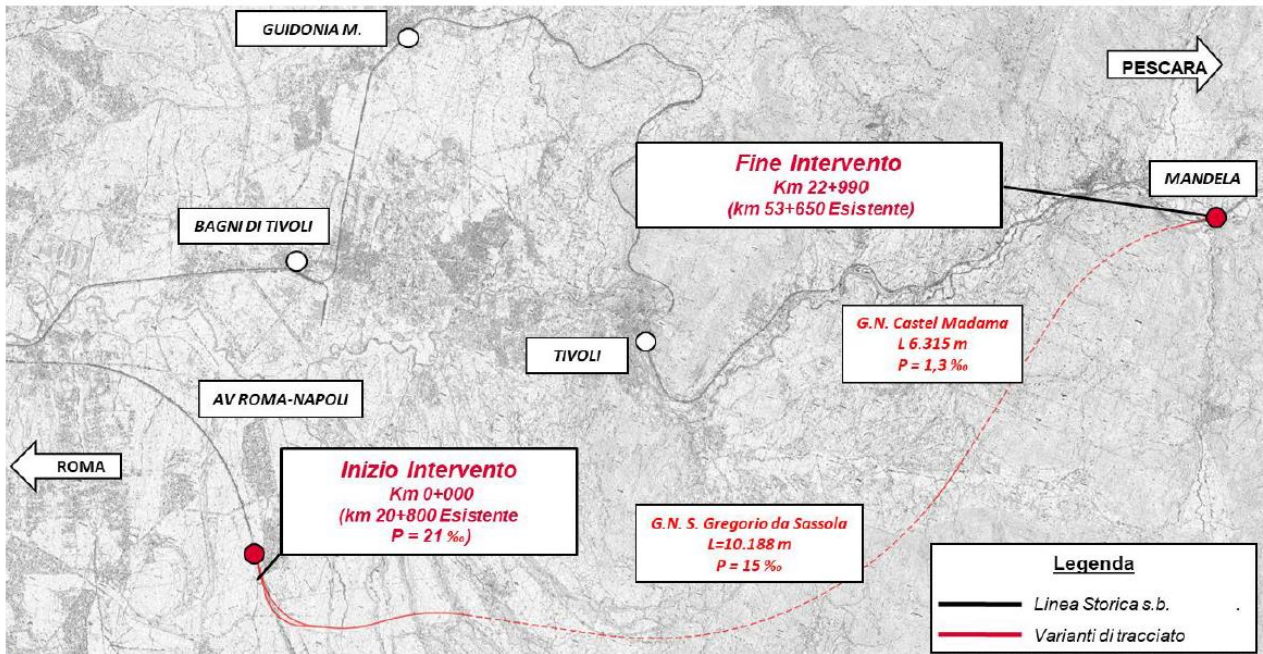 GUIDONIA M.
PESCARA
Fine Intervento
Km 22+990
(km 53+650 Esistente)
MANDELA
BAGNI DI TIVOLI
G.N. Castel Madama
L 6.315 m
P = 1,3 ‰
TIVOLI
AV ROMA-NAPOLI
ROMA
Inizio Intervento
Km 0+000
(km 20+800 Esistente
P = 21 ‰)
G.N. S. Gregorio da Sassola
L=10.188 m
P = 15 ‰
Legenda
Linea Storica s.b. .
Varianti di tracciato